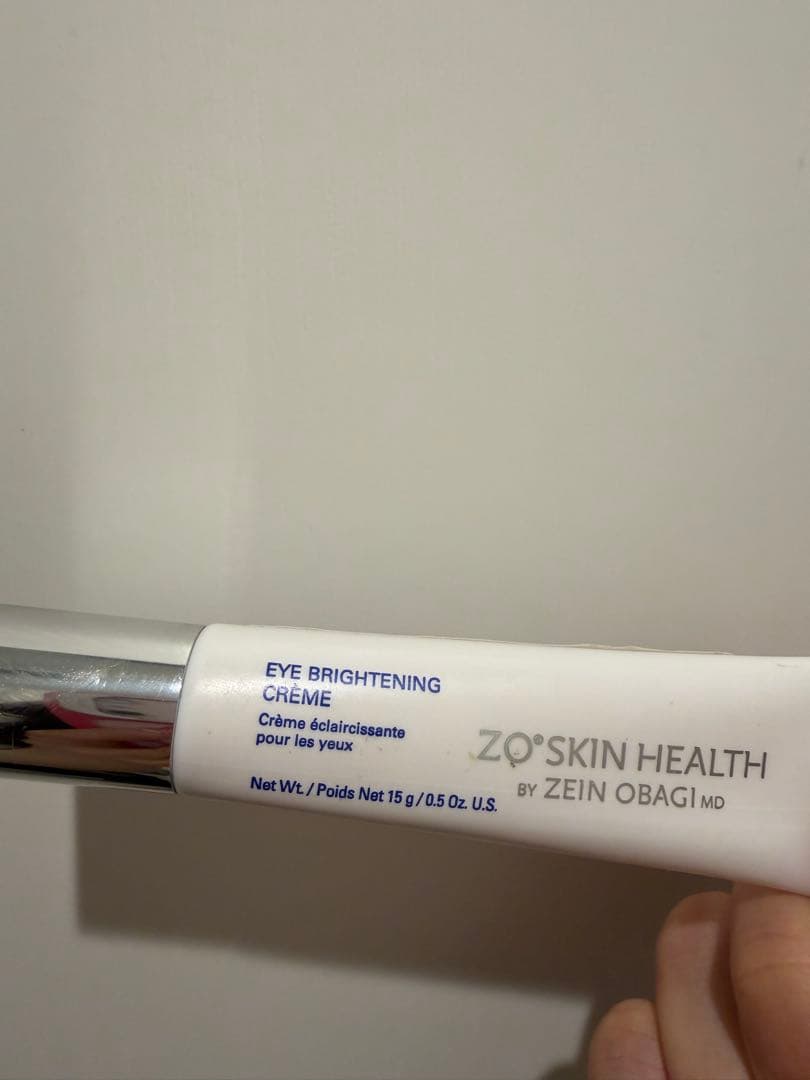 EYE BRIGHTENING
CRÈME
Crème éclaircissante
pour les yeux
Net Wt. / Poids Net 15 g / 0.5 Oz. U.S.
ZO® SKIN HEALTH
BY ZEIN OBAGI MD